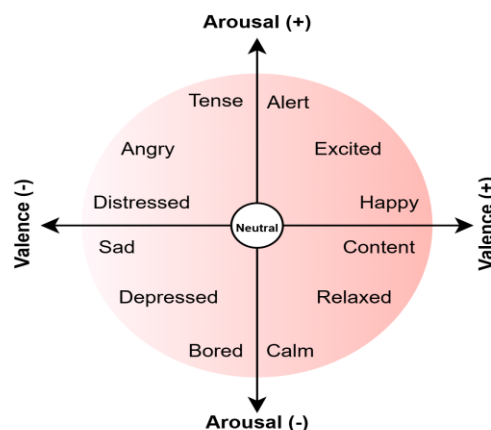 Arousal (+)
Tense Alert
Angry Excited
Distressed Happy
Valence (-) Neutral Valence (+)
Sad Content
Depressed Relaxed
Bored Calm
Arousal (-)